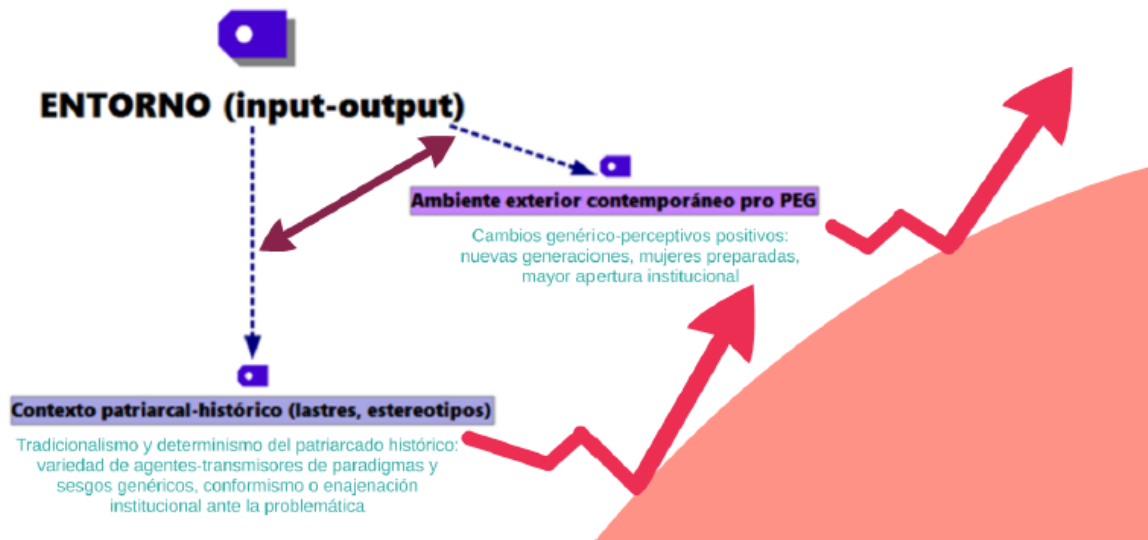 ENTORNO (input-output)
Ambiente exterior contemporáneo pro PEG
Cambios genérico-perceptivos positivos:
nuevas generaciones, mujeres preparadas,
mayor apertura institucional
Contexto patriarcal-histórico (lastres, estereotipos)
Tradicionalismo y determinismo del patriarcado histórico:
variedad de agentes-transmisores de paradigmas y
sesgos genéricos, conformismo o enajenación
institucional ante la problemática